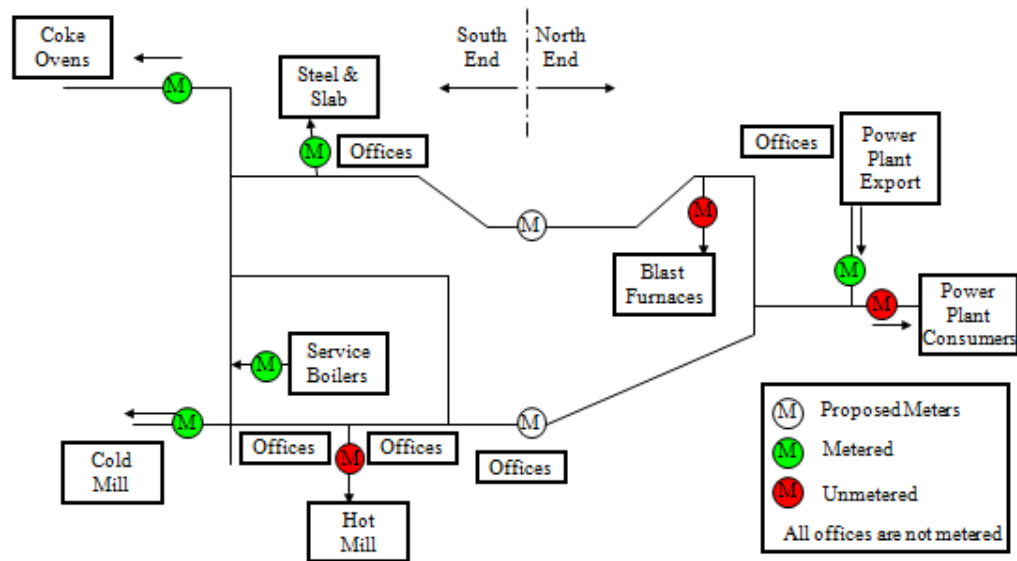 Coke
Ovens
M
Steel &
Slab
M
Offices
South
End
North
End
M
M
Blast
Furnaces
Offices
Power
Plant
Export
M
M
Power
Plant
Consumers
M
Service
Boilers
M
Cold
Mill
Offices
M
Offices
Hot
Mill
M
Offices
M Proposed Meters
M Metered
M Unmetered
All offices are not metered